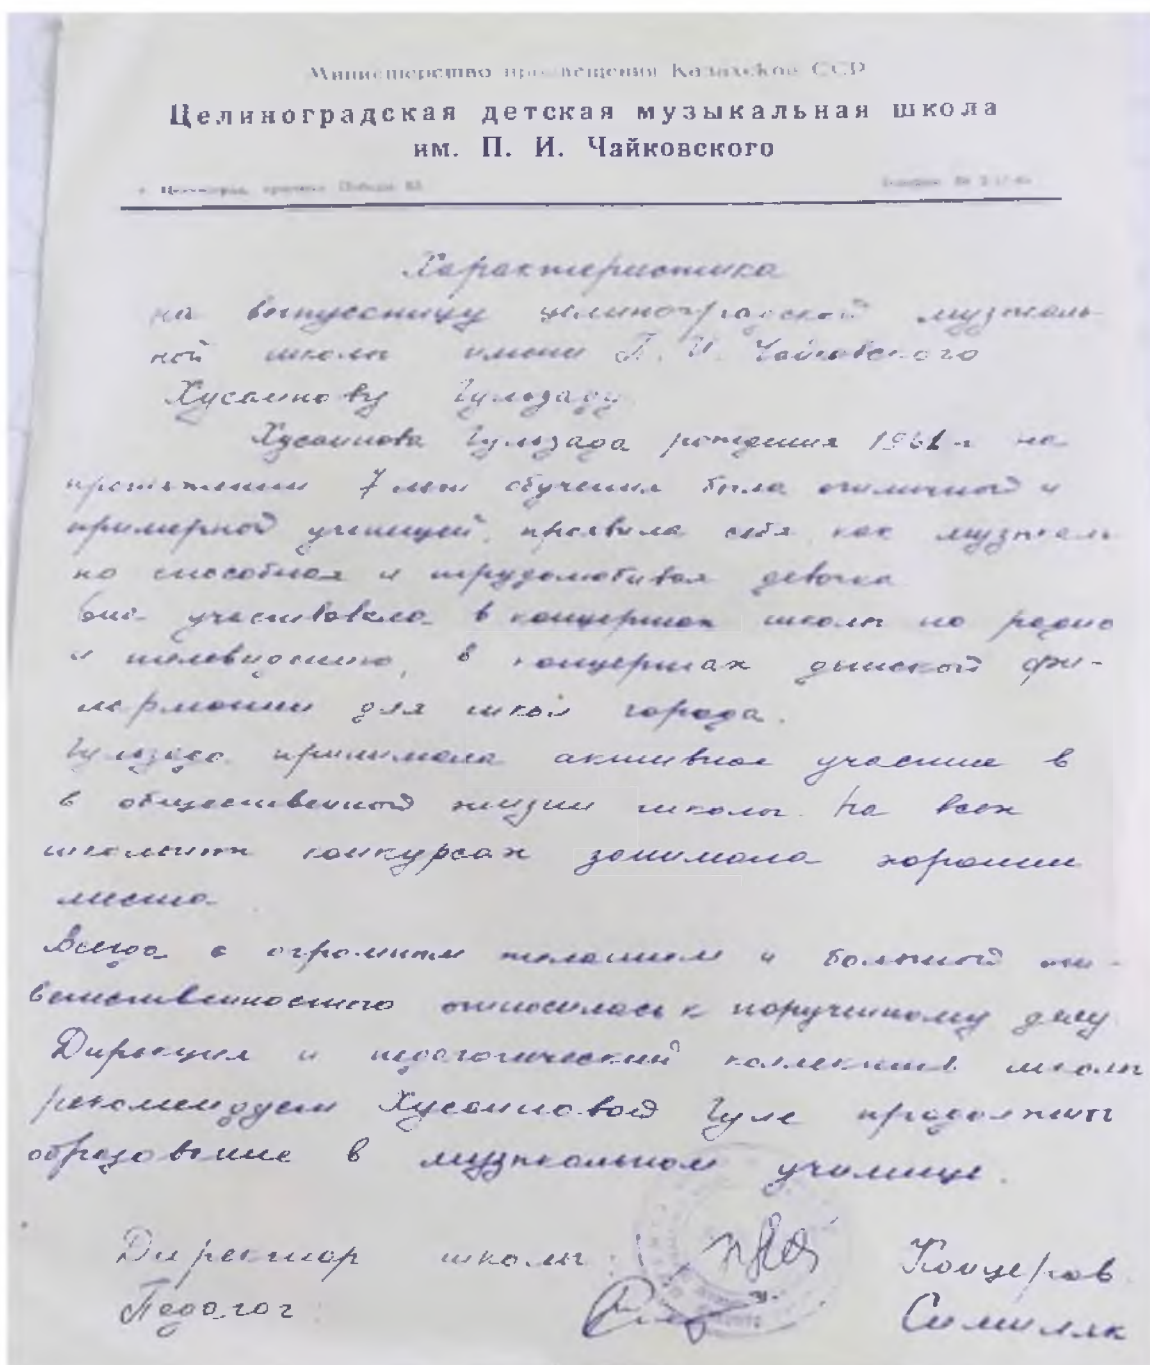 Министерство просвещения Казахской ССР
Целиноградская детская музыкальная школа
им. П. И. Чайковского
Характеристика
на выпускницу целиноградской музыкаль-
ной школы имени П. И. Чайковского
Хусаинову Гульзаду
Хусаинова Гульзада рождения 1961 г на
протяжении 7 лет обучения была отличной и
примерной ученицей, проявила себя, как музыкаль
но способная и трудолюбивая девочка
Она участвовала в концертах школы по радио
и телевидению, в концертах детской фи-
лармонии для школ города.
Гульзада принимала активное участие в
в общественной жизни школы. На всех
школьных конкурсах занимала хорошие
места.
Всегда с огромным желанием и большой от-
ветственностью относилась к порученному делу.
Дирекция и педагогический коллектив школы
рекомендует Хусаиновой Гуле продолжить
образование в музыкальном училище.
Директор школы Концеров
Педагог Симиляк